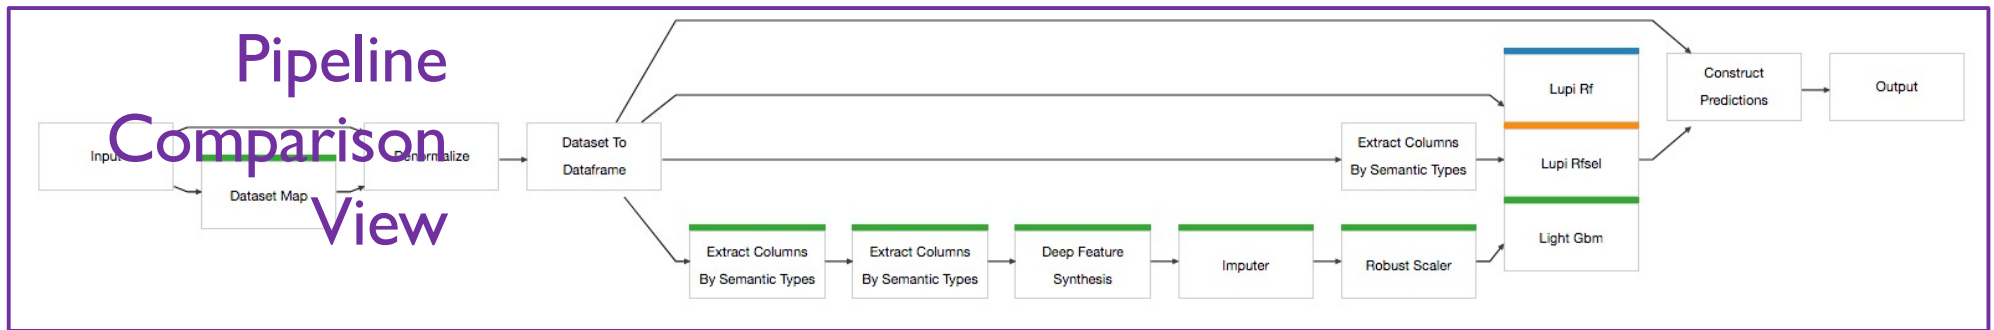 Pipeline
Comparison
View
Input
Dataset Map
Denormalize
Dataset To
Dataframe
Extract Columns
By Semantic Types
Extract Columns
By Semantic Types
Deep Feature
Synthesis
Imputer
Robust Scaler
Extract Columns
By Semantic Types
Lupi Rf
Lupi Rfsel
Light Gbm
Construct
Predictions
Output